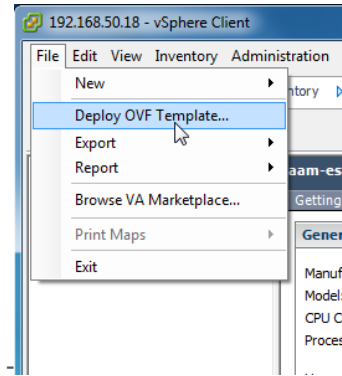 192.168.50.18 - vSphere Client
File Edit View Inventory Administration
New
Deploy OVF Template...
Export
Report
Browse VA Marketplace...
Print Maps
Exit
ntory
aam-es
Getting
Gener
Manuf
Model:
CPU C
Proces